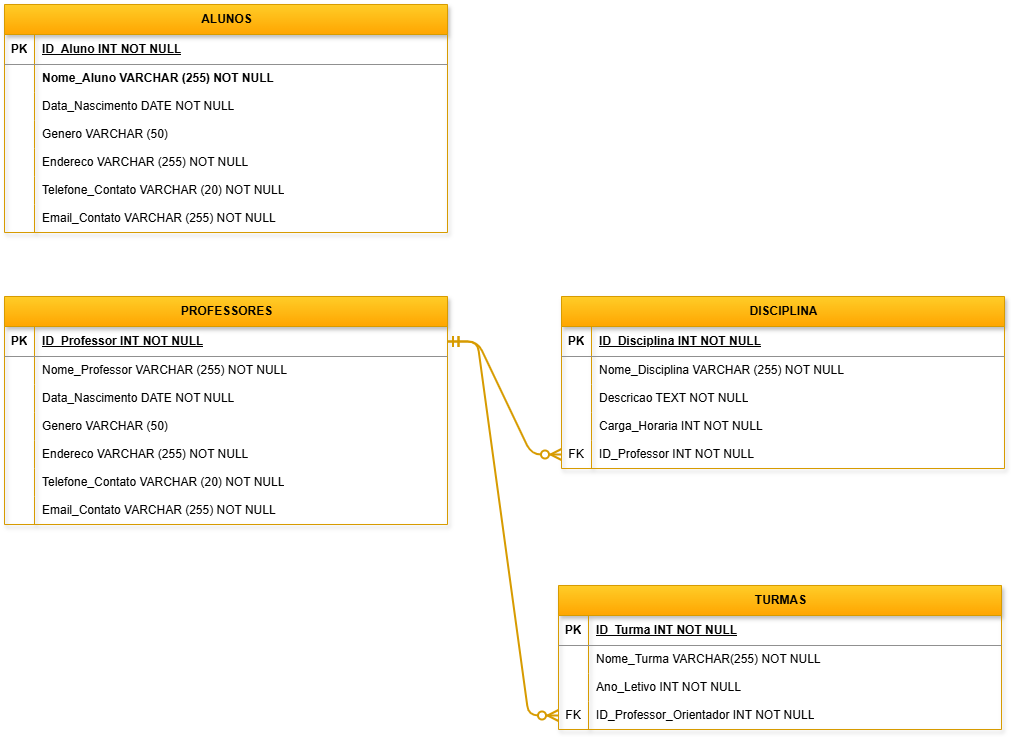 ALUNOS
PK ID_Aluno INT NOT NULL
Nome_Aluno VARCHAR (255) NOT NULL
Data_Nascimento DATE NOT NULL
Genero VARCHAR (50)
Endereco VARCHAR (255) NOT NULL
Telefone_Contato VARCHAR (20) NOT NULL
Email_Contato VARCHAR (255) NOT NULL
PROFESSORES
PK ID_Professor INT NOT NULL
Nome_Professor VARCHAR (255) NOT NULL
Data_Nascimento DATE NOT NULL
Genero VARCHAR (50)
Endereco VARCHAR (255) NOT NULL
Telefone_Contato VARCHAR (20) NOT NULL
Email_Contato VARCHAR (255) NOT NULL
DISCIPLINA
PK ID_Disciplina INT NOT NULL
Nome_Disciplina VARCHAR (255) NOT NULL
Descricao TEXT NOT NULL
Carga_Horaria INT NOT NULL
FK ID_Professor INT NOT NULL
TURMAS
PK ID_Turma INT NOT NULL
Nome_Turma VARCHAR(255) NOT NULL
Ano_Letivo INT NOT NULL
FK ID_Professor_Orientador INT NOT NULL